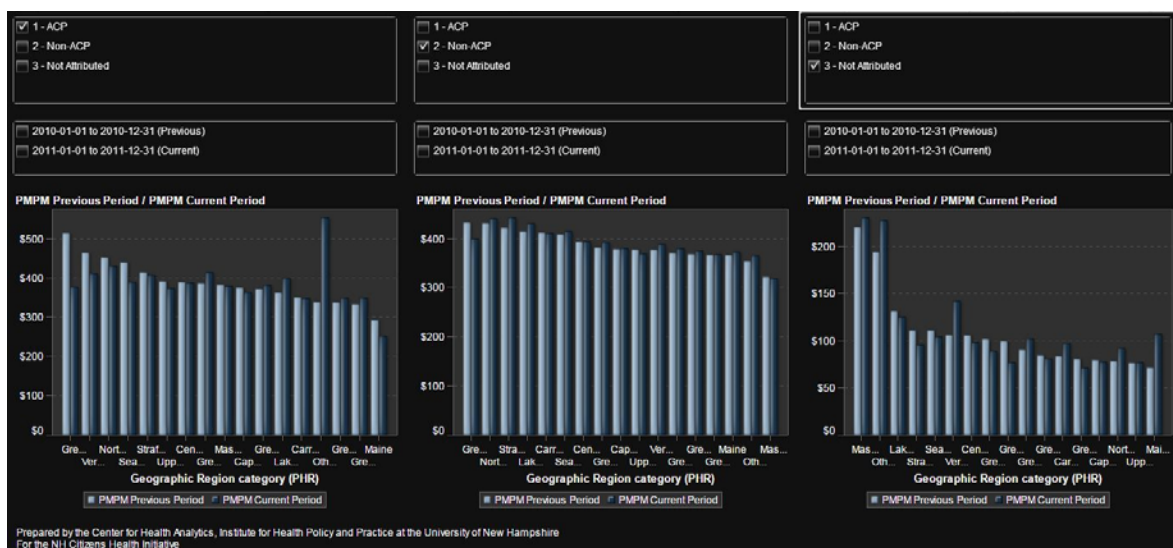 1 - ACP
2 - Non-ACP
3 - Not Attributed
1 - ACP
2 - Non-ACP
3 - Not Attributed
1 - ACP
2 - Non-ACP
3 - Not Attributed
2010-01-01 to 2010-12-31 (Previous)
2011-01-01 to 2011-12-31 (Current)
2010-01-01 to 2010-12-31 (Previous)
2011-01-01 to 2011-12-31 (Current)
2010-01-01 to 2010-12-31 (Previous)
2011-01-01 to 2011-12-31 (Current)
PMPM Previous Period / PMPM Current Period
$500
$400
$300
$200
$100
$0
Gre... Nort... Straf... Cen... Mas... Gre... Carr... Gre... Maine
Ver... Sea... Upp... Gre... Cap... Lak... Oth... Gre...
Geographic Region category (PHR)
PMPM Previous Period PMPM Current Period
PMPM Previous Period / PMPM Current Period
$400
$300
$200
$100
$0
Gre... Stra... Carr... Cen... Cap... Ver... Gre... Maine Mas...
Nort... Lak... Sea... Gre... Upp... Gre... Gre... Oth...
Geographic Region category (PHR)
PMPM Previous Period PMPM Current Period
PMPM Previous Period / PMPM Current Period
$200
$150
$100
$50
$0
Mas... Lak... Sea... Cen... Gre... Gre... Gre... Nort... Mai...
Oth... Stra... Ver... Gre... Gre... Car... Cap... Upp...
Geographic Region category (PHR)
PMPM Previous Period PMPM Current Period
Prepared by the Center for Health Analytics, Institute for Health Policy and Practice at the University of New Hampshire
For the NH Citizens Health Initiative